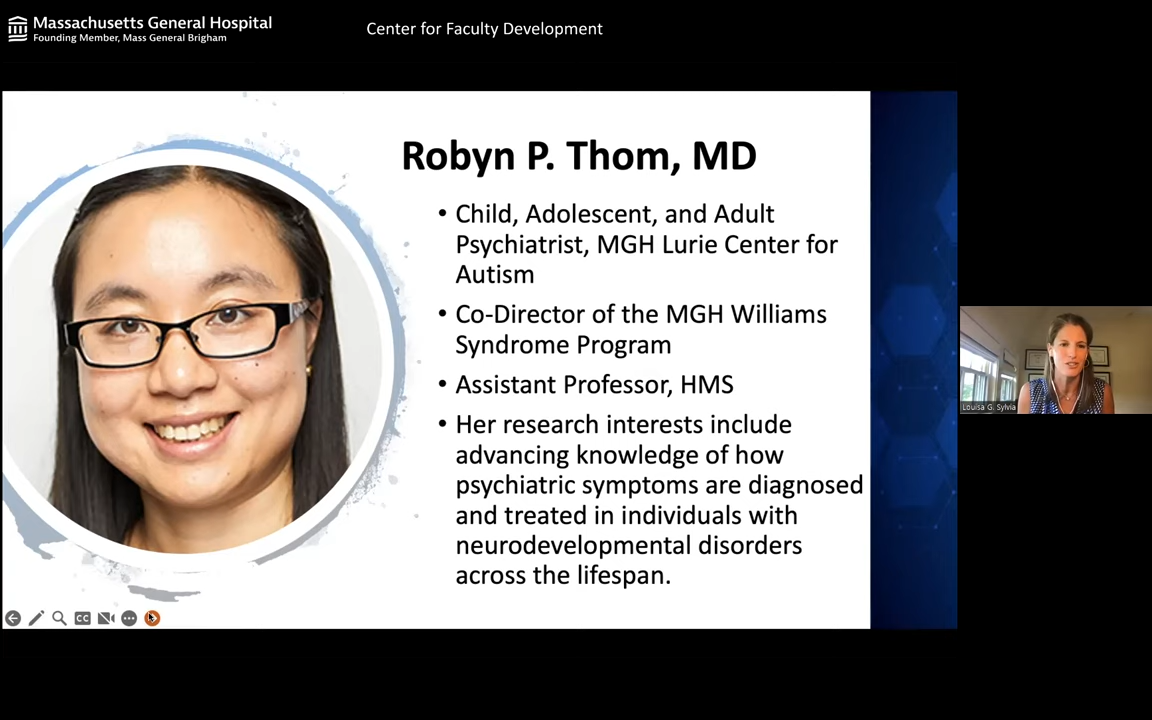 Massachusetts General Hospital
Founding Member, Mass General Brigham
Center for Faculty Development
Robyn P. Thom, MD
• Child, Adolescent, and Adult
Psychiatrist, MGH Lurie Center for
Autism
• Co-Director of the MGH Williams
Syndrome Program
• Assistant Professor, HMS
• Her research interests include
advancing knowledge of how
psychiatric symptoms are diagnosed
and treated in individuals with
neurodevelopmental disorders
across the lifespan.
Louisa G. Sylvia
CC